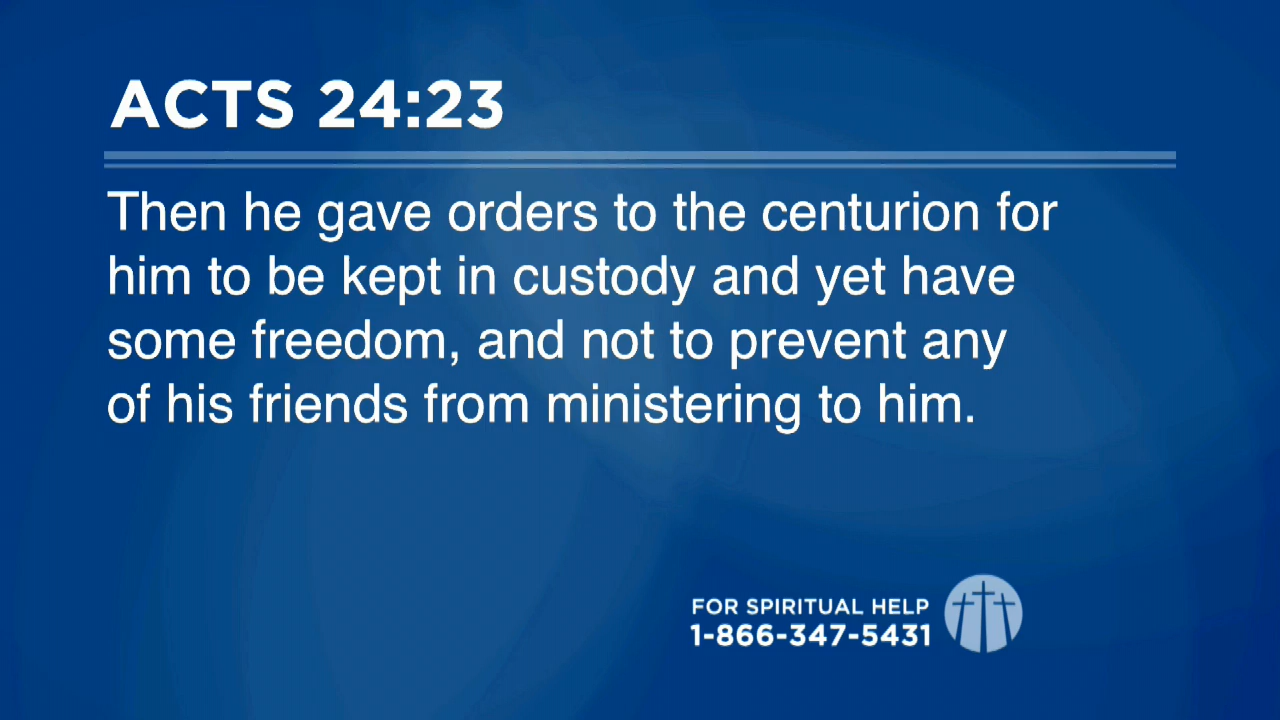 ACTS 24:23
Then he gave orders to the centurion for
him to be kept in custody and yet have
some freedom, and not to prevent any
of his friends from ministering to him.
FOR SPIRITUAL HELP
1-866-347-5431